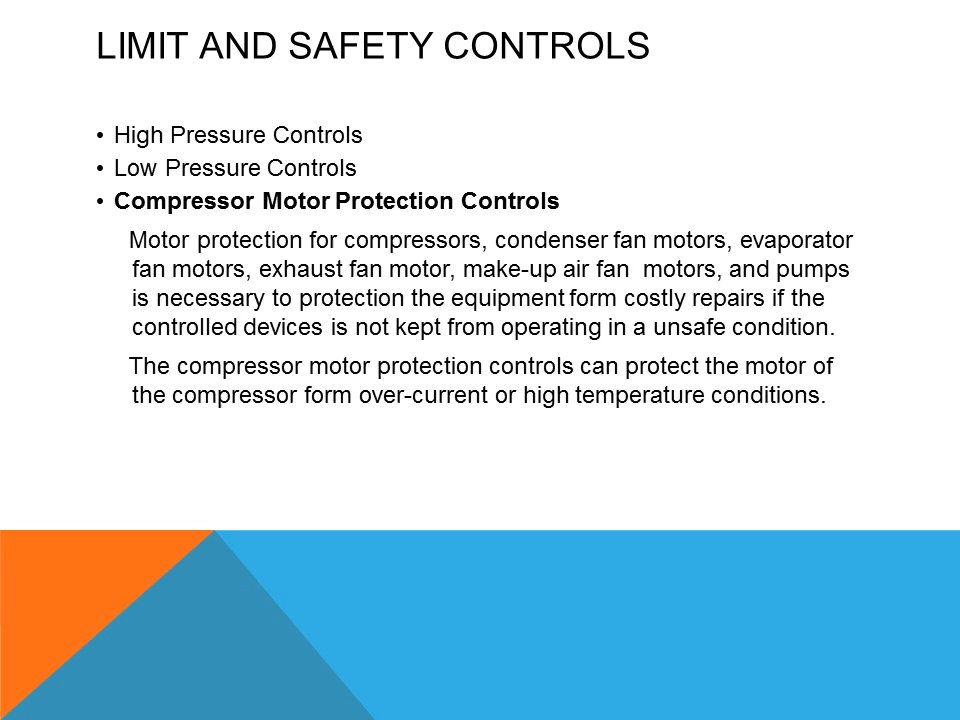 LIMIT AND SAFETY CONTROLS
• High Pressure Controls
• Low Pressure Controls
• Compressor Motor Protection Controls
Motor protection for compressors, condenser fan motors, evaporator
fan motors, exhaust fan motor, make-up air fan  motors, and pumps
is necessary to protection the equipment form costly repairs if the
controlled devices is not kept from operating in a unsafe condition.
The compressor motor protection controls can protect the motor of
the compressor form over-current or high temperature conditions.